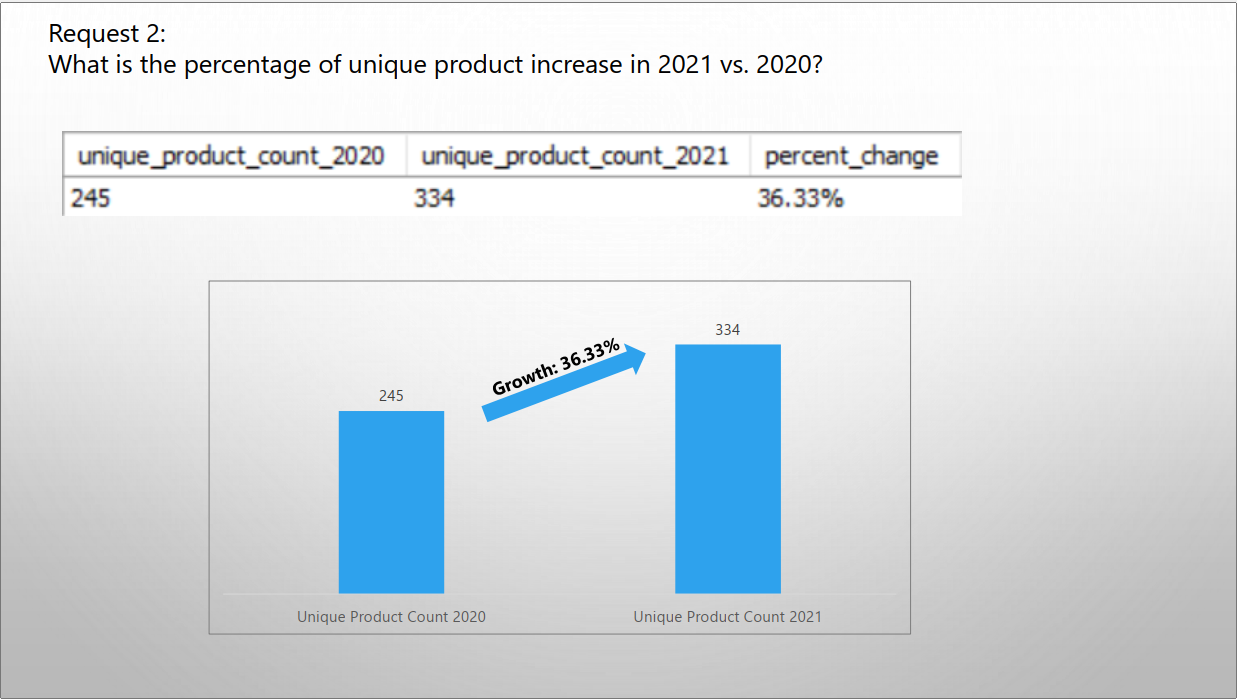 Request 2:
What is the percentage of unique product increase in 2021 vs. 2020?
unique_product_count_2020 unique_product_count_2021 percent_change
245 334 36.33%
334
Growth: 36.33%
245
Unique Product Count 2020 Unique Product Count 2021